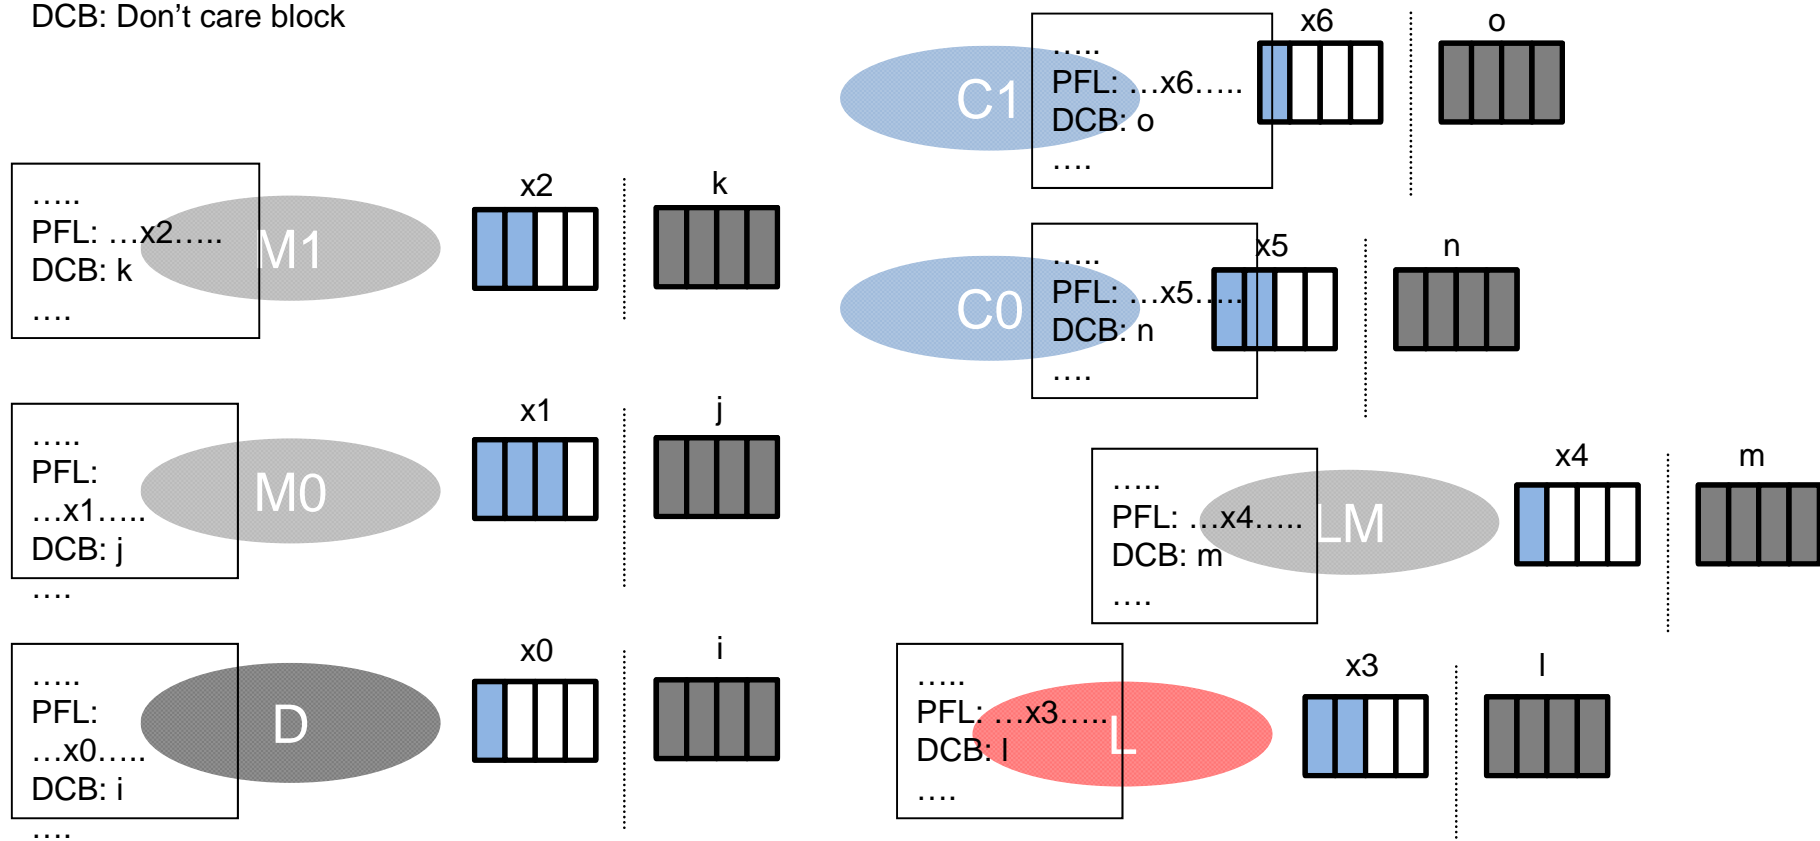 DCB: Don’t care block
…..
PFL: …x2…..
DCB: k
….
M1
x2
k
…..
PFL:
…x1…..
DCB: j
….
M0
x1
j
…..
PFL:
…x0…..
DCB: i
….
D
x0
i
C1
…..
PFL: …x6…..
DCB: o
….
x6
o
C0
…..
PFL: …x5…..
DCB: n
….
x5
n
…..
PFL: …x4…..
DCB: m
….
LM
x4
m
…..
PFL: …x3…..
DCB: l
….
L
x3
l